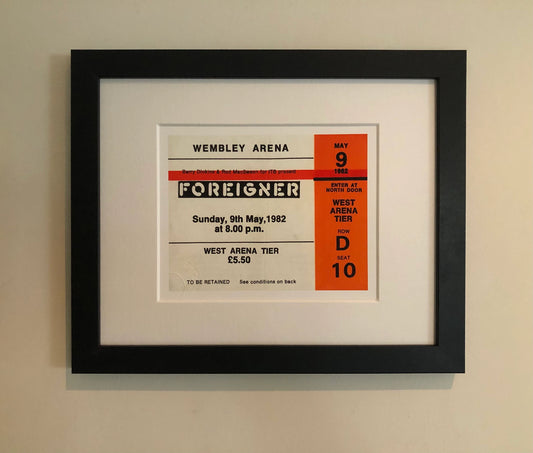 WEMBLEY ARENA
Barry Dickins & Rod MacSween for ITB present
FOREIGNER
Sunday, 9th May,1982
at 8.00 p.m.
WEST ARENA TIER
£5.50
TO BE RETAINED See conditions on back
MAY
9
1982
ENTER AT
NORTH DOOR
WEST
ARENA
TIER
ROW
D
SEAT
10